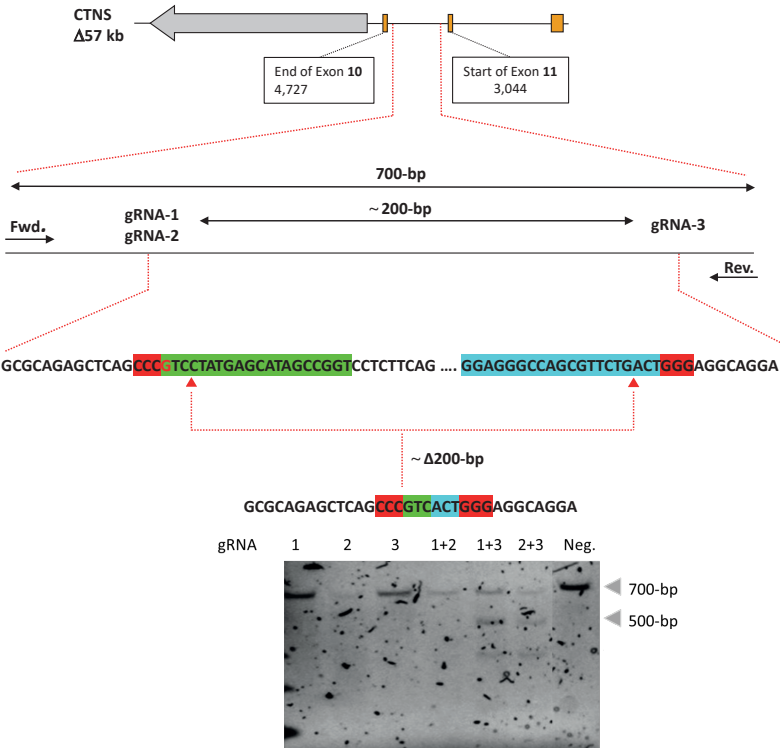 CTNS
Δ57 kb
End of Exon 10
4,727
Start of Exon 11
3,044
700-bp
gRNA-1
gRNA-2
~200-bp
gRNA-3
Fwd.
Rev.
GCGCAGAGCTCAGCCCGTCCTATGAGCATAGCCGGTCCTCTTCAG .... GGAGGGCCAGCGTTCTGACTGGGAGGCAGGA
~ Δ200-bp
GCGCAGAGCTCAGCCCGTCACTGGGAGGCAGGA
gRNA 1 2 3 1+2 1+3 2+3 Neg.
700-bp
500-bp